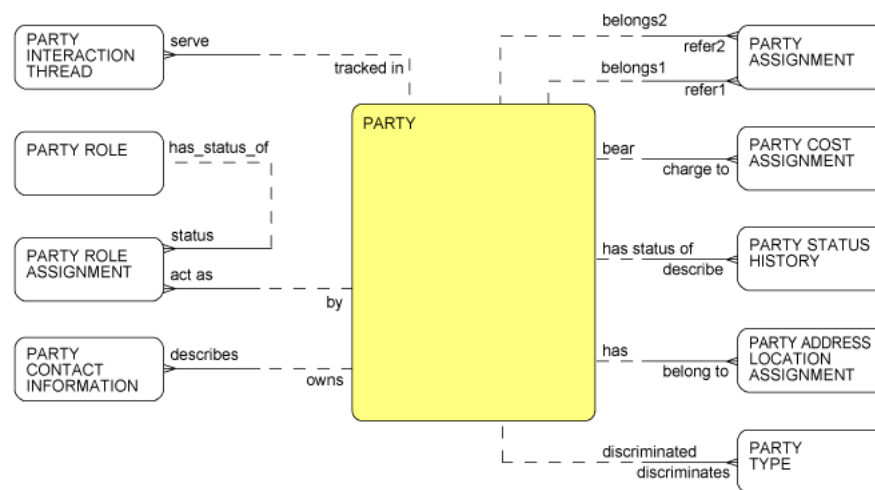 PARTY
INTERACTION
THREAD
serve
tracked in
belongs2
refer2
belongs1
refer1
PARTY
ASSIGNMENT
PARTY
PARTY ROLE
has_status_of
bear
charge to
PARTY COST
ASSIGNMENT
PARTY ROLE
ASSIGNMENT
status
act as
by
has status of
describe
PARTY STATUS
HISTORY
PARTY
CONTACT
INFORMATION
describes
owns
has
belong to
PARTY ADDRESS
LOCATION
ASSIGNMENT
discriminated
discriminates
PARTY
TYPE